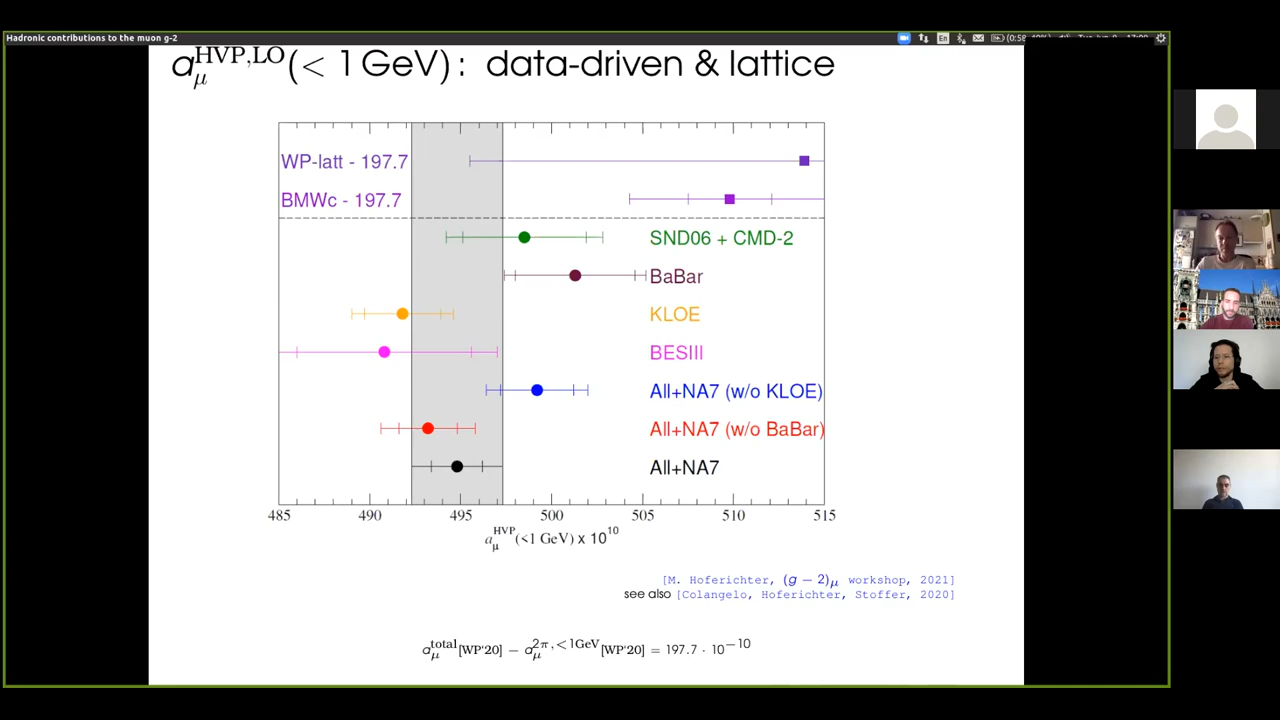 Hadronic contributions to the muon g-2
En
a_μ^HVP,LO (< 1 GeV): data-driven & lattice
WP-latt - 197.7
BMWc - 197.7
SND06 + CMD-2
BaBar
KLOE
BESIII
All+NA7 (w/o KLOE)
All+NA7 (w/o BaBar)
All+NA7
485 490 495 500 505 510 515
a_μ^HVP (<1 GeV) x 10^10
[M. Hoferichter, (g − 2)_μ workshop, 2021]
see also [Colangelo, Hoferichter, Stoffer, 2020]
a_μ^total [WP'20] − a_μ^2π,<1GeV [WP'20] = 197.7 · 10^−10